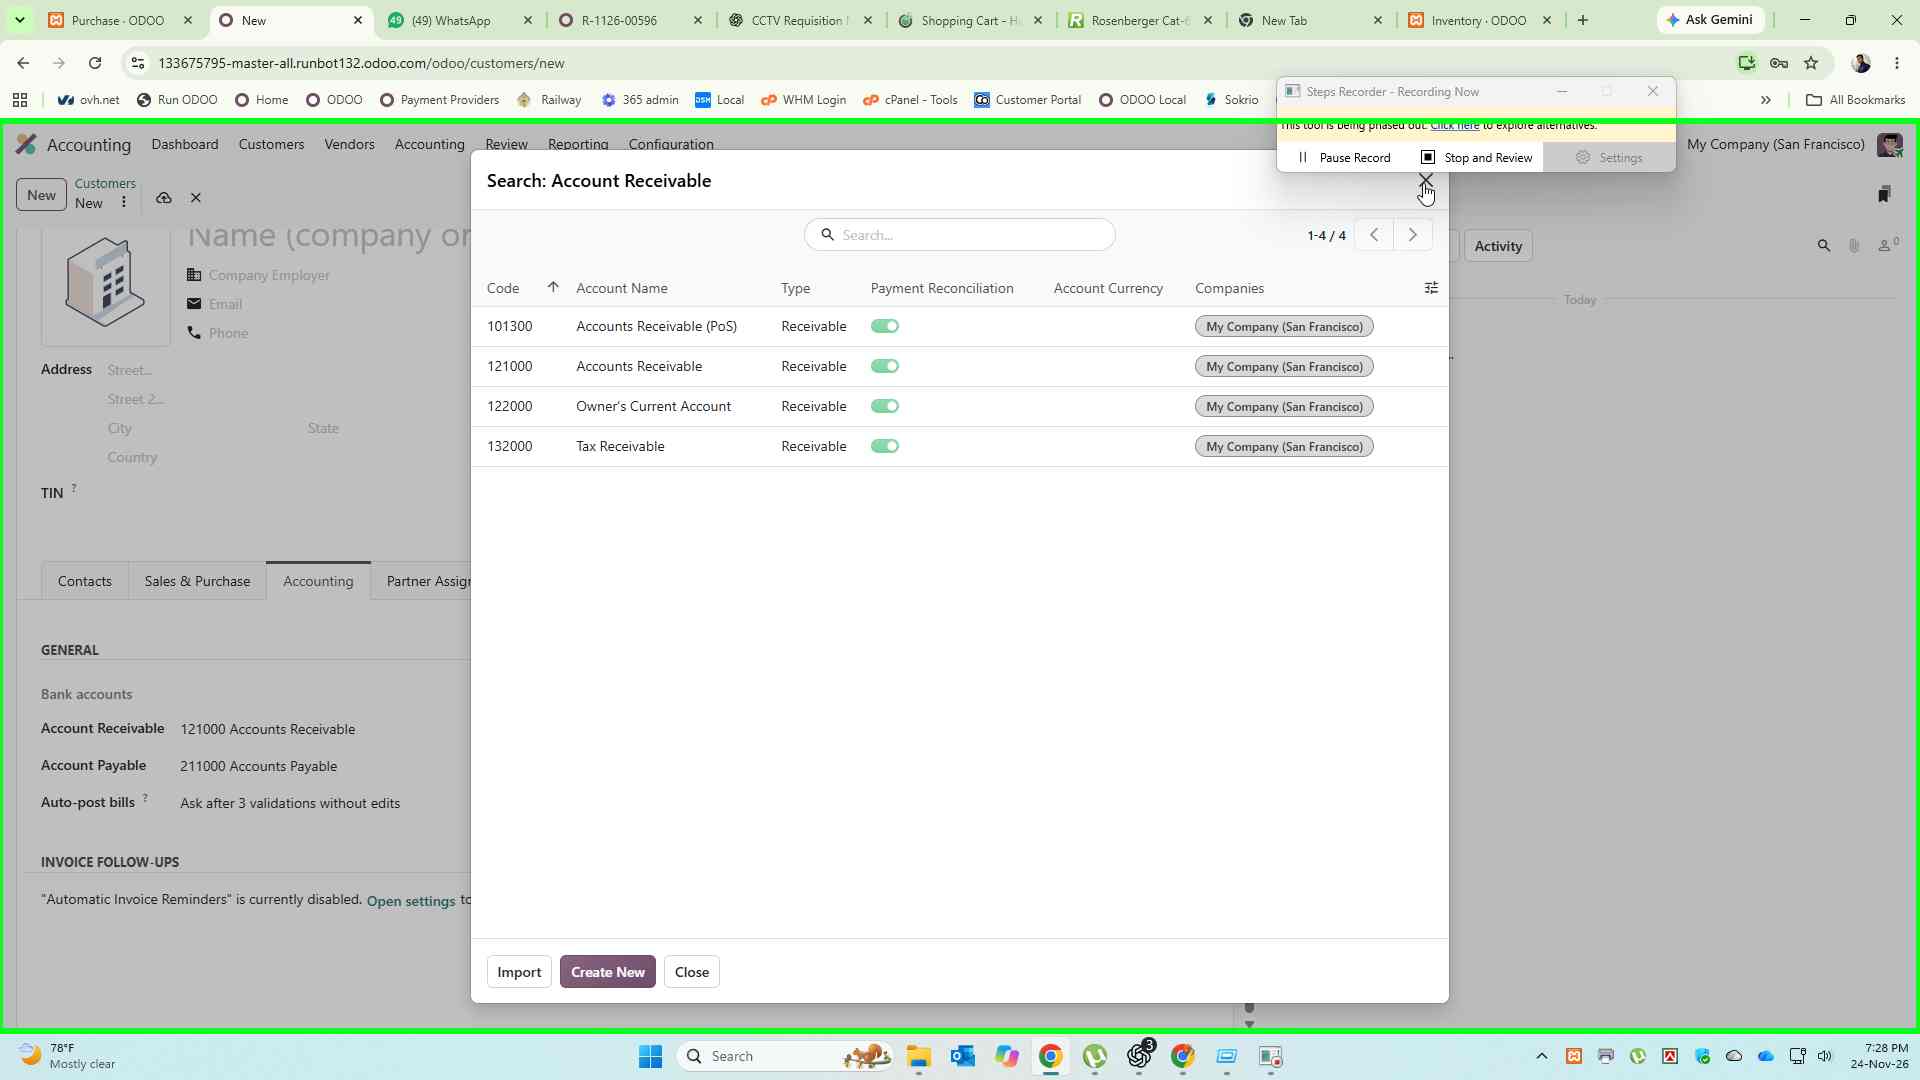 Purchase · ODOO
New
49
(49) WhatsApp
R-1126-00596
CCTV Requisition
Shopping Cart - H
Rosenberger Cat-6
New Tab
Inventory · ODOO
Ask Gemini
133675795-master-all.runbot132.odoo.com/odoo/customers/new
ovh.net
Run ODOO
Home
ODOO
Payment Providers
Railway
365 admin
Local
WHM Login
cPanel - Tools
Customer Portal
ODOO Local
Sokrio
All Bookmarks
Steps Recorder - Recording Now
This tool is being phased out. Click here to explore alternatives.
Pause Record
Stop and Review
Settings
Accounting
Dashboard
Customers
Vendors
Accounting
Review
Reporting
Configuration
My Company (San Francisco)
New
Customers
New
Name (company or
Company Employer
Email
Phone
Address
Street...
Street 2...
City
State
Country
TIN ?
Contacts
Sales & Purchase
Accounting
Partner Assign
GENERAL
Bank accounts
Account Receivable 121000 Accounts Receivable
Account Payable 211000 Accounts Payable
Auto-post bills ? Ask after 3 validations without edits
INVOICE FOLLOW-UPS
"Automatic Invoice Reminders" is currently disabled. Open settings to
Search: Account Receivable
Search...
1-4 / 4
Code Account Name Type Payment Reconciliation Account Currency Companies
101300 Accounts Receivable (PoS) Receivable My Company (San Francisco)
121000 Accounts Receivable Receivable My Company (San Francisco)
122000 Owner's Current Account Receivable My Company (San Francisco)
132000 Tax Receivable Receivable My Company (San Francisco)
Import
Create New
Close
Activity
0
Today
78°F
Mostly clear
Search
3
7:28 PM
24-Nov-26